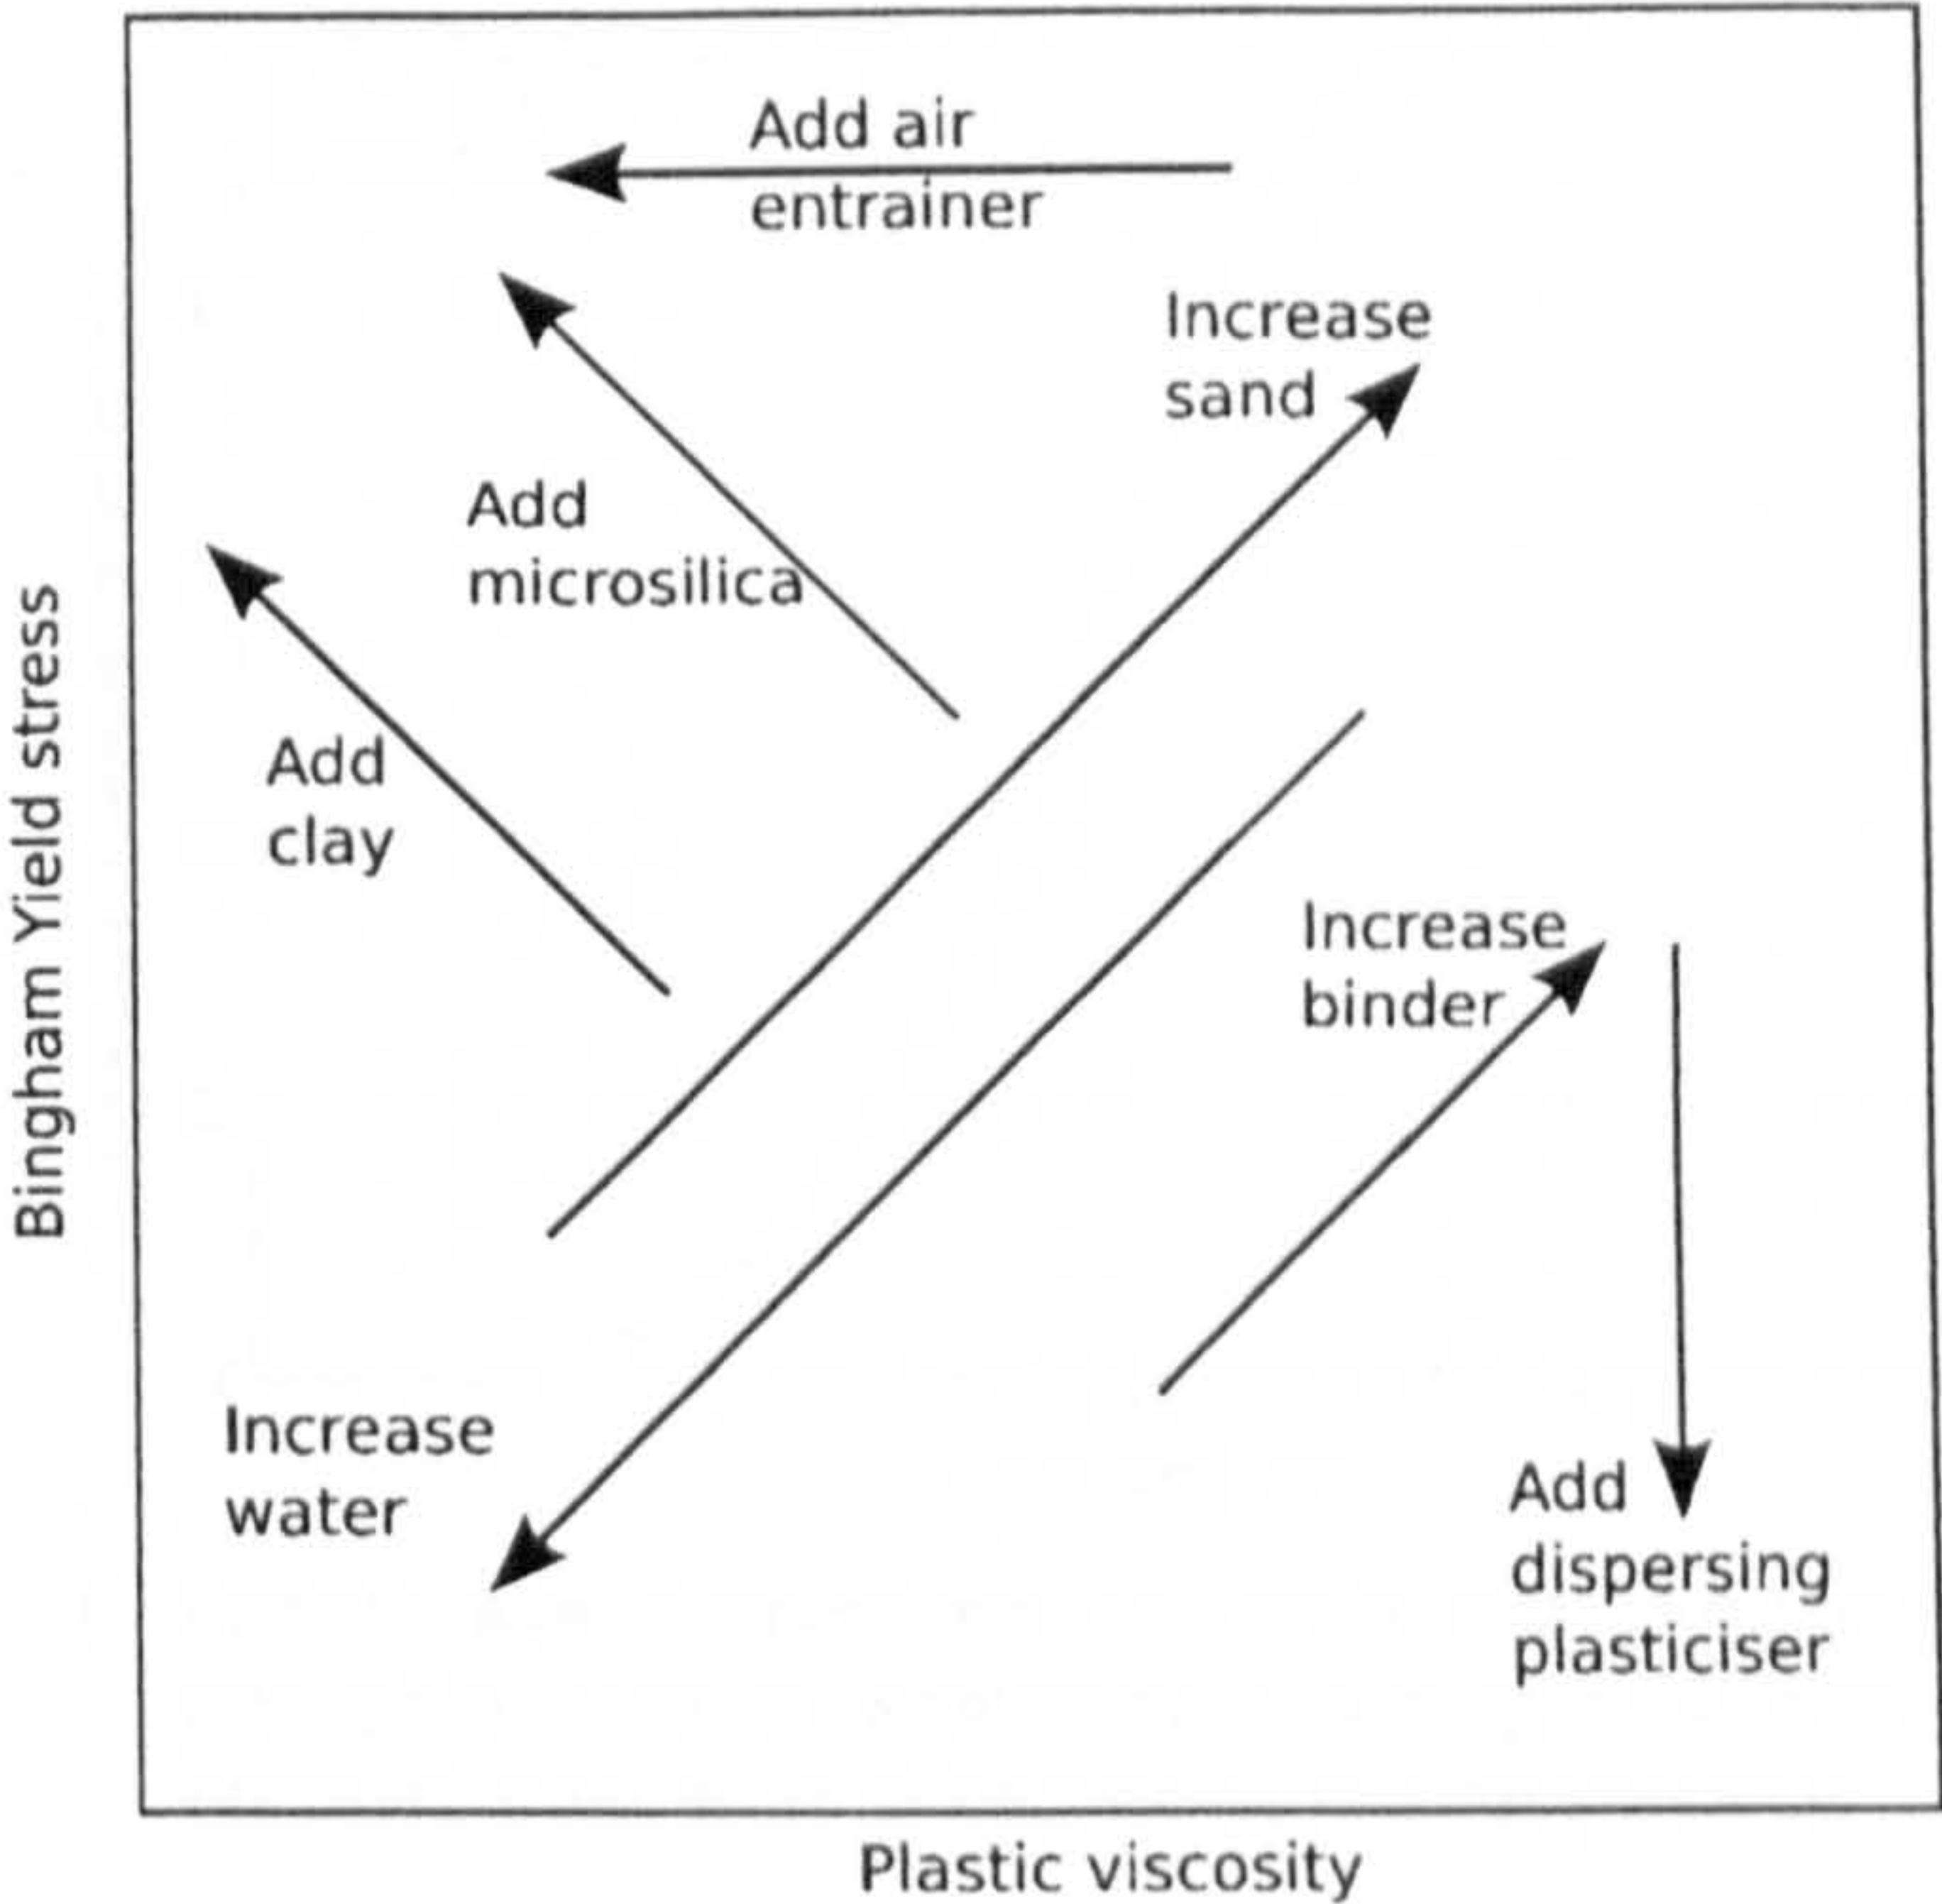 Add air
entrainer
Increase
sand
Add
microsilica
Add
clay
Increase
binder
Increase
water
Add
dispersing
plasticiser
Bingham Yield stress
Plastic viscosity